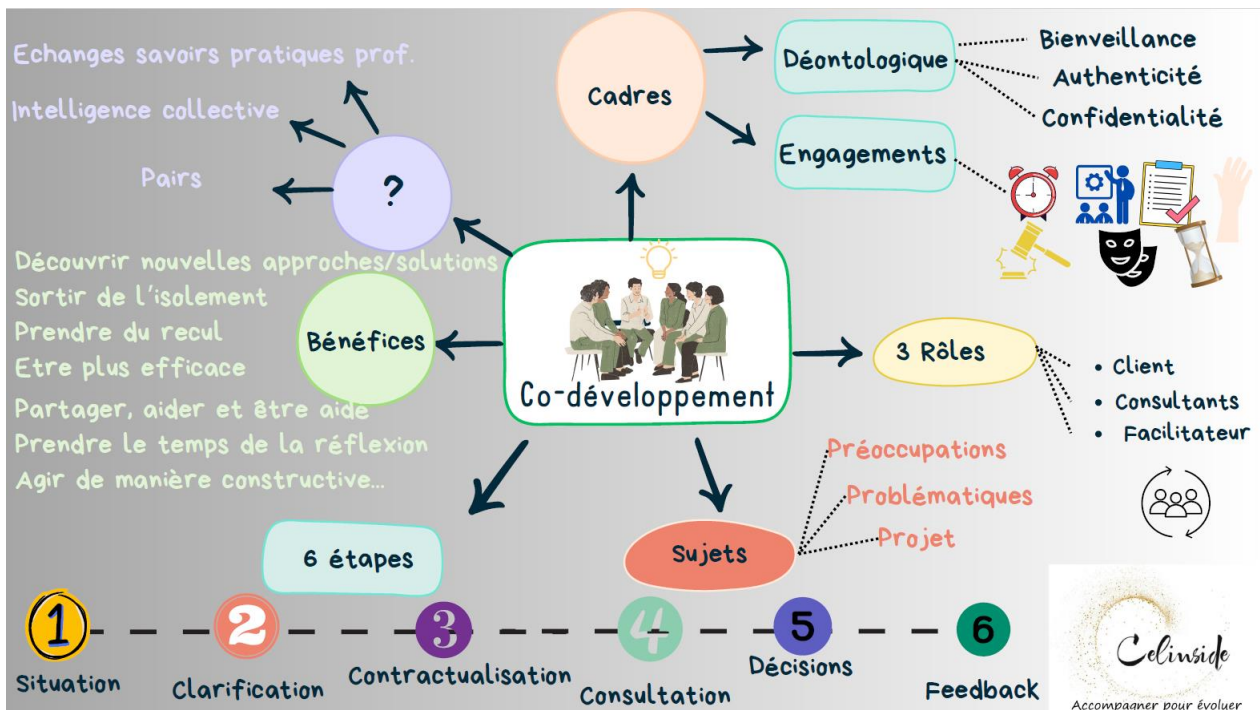 Echanges savoirs pratiques prof.
Intelligence collective
Pairs
?
Cadres
Déontologique
Bienveillance
Authenticité
Confidentialité
Engagements
Découvrir nouvelles approches/solutions
Sortir de l'isolement
Prendre du recul
Etre plus efficace
Partager, aider et être aidé
Prendre le temps de la réflexion
Agir de manière constructive...
Bénéfices
Co-développement
3 Rôles
• Client
• Consultants
• Facilitateur
Préoccupations
Problématiques
Projet
Sujets
6 étapes
1
Situation
2
Clarification
3
Contractualisation
4
Consultation
5
Décisions
6
Feedback
Celinside
Accompagner pour évoluer